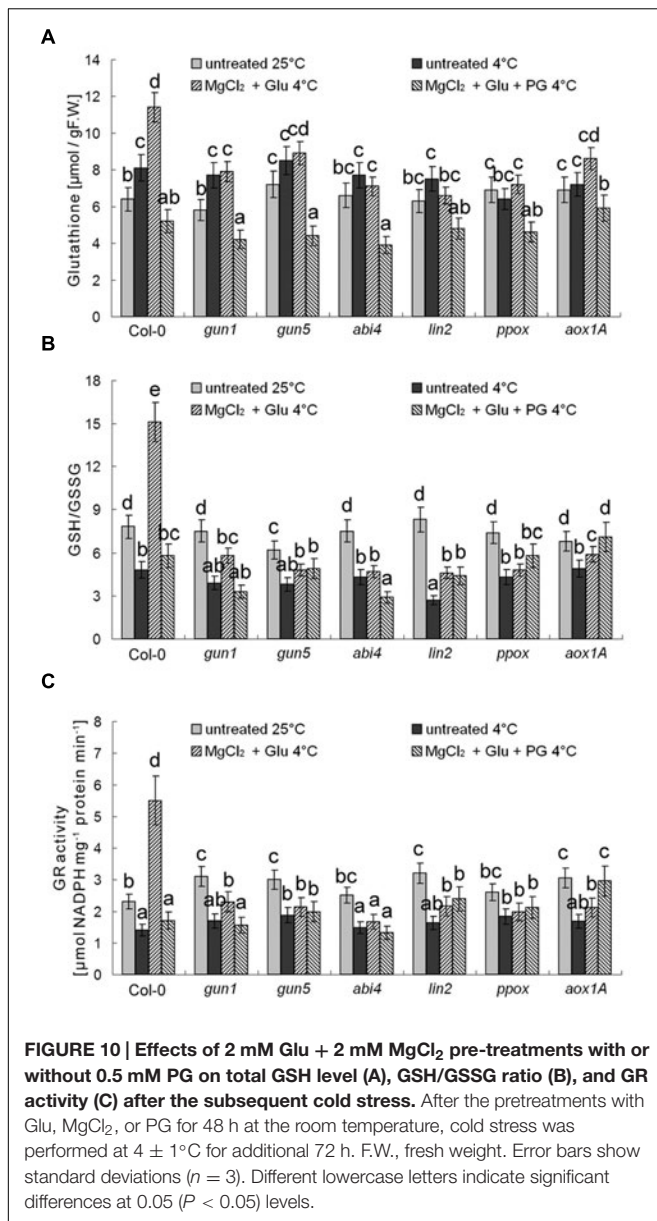 A
untreated 25°C untreated 4°C
MgCl₂ + Glu 4°C MgCl₂ + Glu + PG 4°C
Glutathione [µmol / gF.W.]
14
12
10
8
6
4
2
0
b c d ab b c c a c c cd a bc c c a bc c bc ab c bc c ab c c cd b
Col-0 gun1 gun5 abi4 lin2 ppox aox1A
B
untreated 25°C untreated 4°C
MgCl₂ + Glu 4°C MgCl₂ + Glu + PG 4°C
GSH/GSSG
18
15
12
9
6
3
0
d b e bc d ab bc ab c b b b d b b a d a b b d b b bc d b c d
Col-0 gun1 gun5 abi4 lin2 ppox aox1A
C
untreated 25°C untreated 4°C
MgCl₂ + Glu 4°C MgCl₂ + Glu + PG 4°C
GR activity
[µmol NADPH mg⁻¹ protein min⁻¹]
8
7
6
5
4
3
2
1
0
b a d a c ab b a c b b b bc a a a c ab b b bc b b b c ab b c
Col-0 gun1 gun5 abi4 lin2 ppox aox1A
FIGURE 10 | Effects of 2 mM Glu + 2 mM MgCl₂ pre-treatments with or
without 0.5 mM PG on total GSH level (A), GSH/GSSG ratio (B), and GR
activity (C) after the subsequent cold stress. After the pretreatments with
Glu, MgCl₂, or PG for 48 h at the room temperature, cold stress was
performed at 4 ± 1°C for additional 72 h. F.W., fresh weight. Error bars show
standard deviations (n = 3). Different lowercase letters indicate significant
differences at 0.05 (P < 0.05) levels.